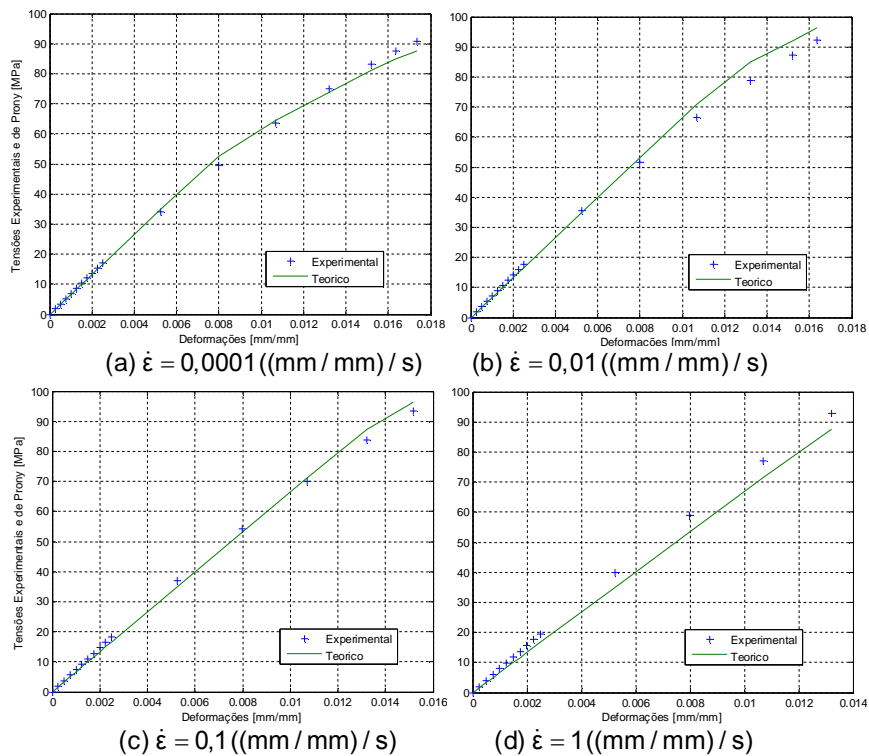 Tensões Experimentais e de Prony [MPa]
100
90
80
70
60
50
40
30
20
10
0
0 0.002 0.004 0.006 0.008 0.01 0.012 0.014 0.016 0.018
Experimental
Teorico
Deformações [mm/mm]
(a) ε̇ = 0,0001((mm / mm) / s)
100
90
80
70
60
50
40
30
20
10
0
0 0.002 0.004 0.006 0.008 0.01 0.012 0.014 0.016 0.018
Experimental
Teorico
Deformações [mm/mm]
(b) ε̇ = 0,01((mm / mm) / s)
Tensões Experimentais e de Prony [MPa]
100
90
80
70
60
50
40
30
20
10
0
0 0.002 0.004 0.006 0.008 0.01 0.012 0.014 0.016
Experimental
Teorico
Deformações [mm/mm]
(c) ε̇ = 0,1((mm / mm) / s)
100
90
80
70
60
50
40
30
20
10
0
0 0.002 0.004 0.006 0.008 0.01 0.012 0.014
Experimental
Teorico
Deformações [mm/mm]
(d) ε̇ = 1((mm / mm) / s)